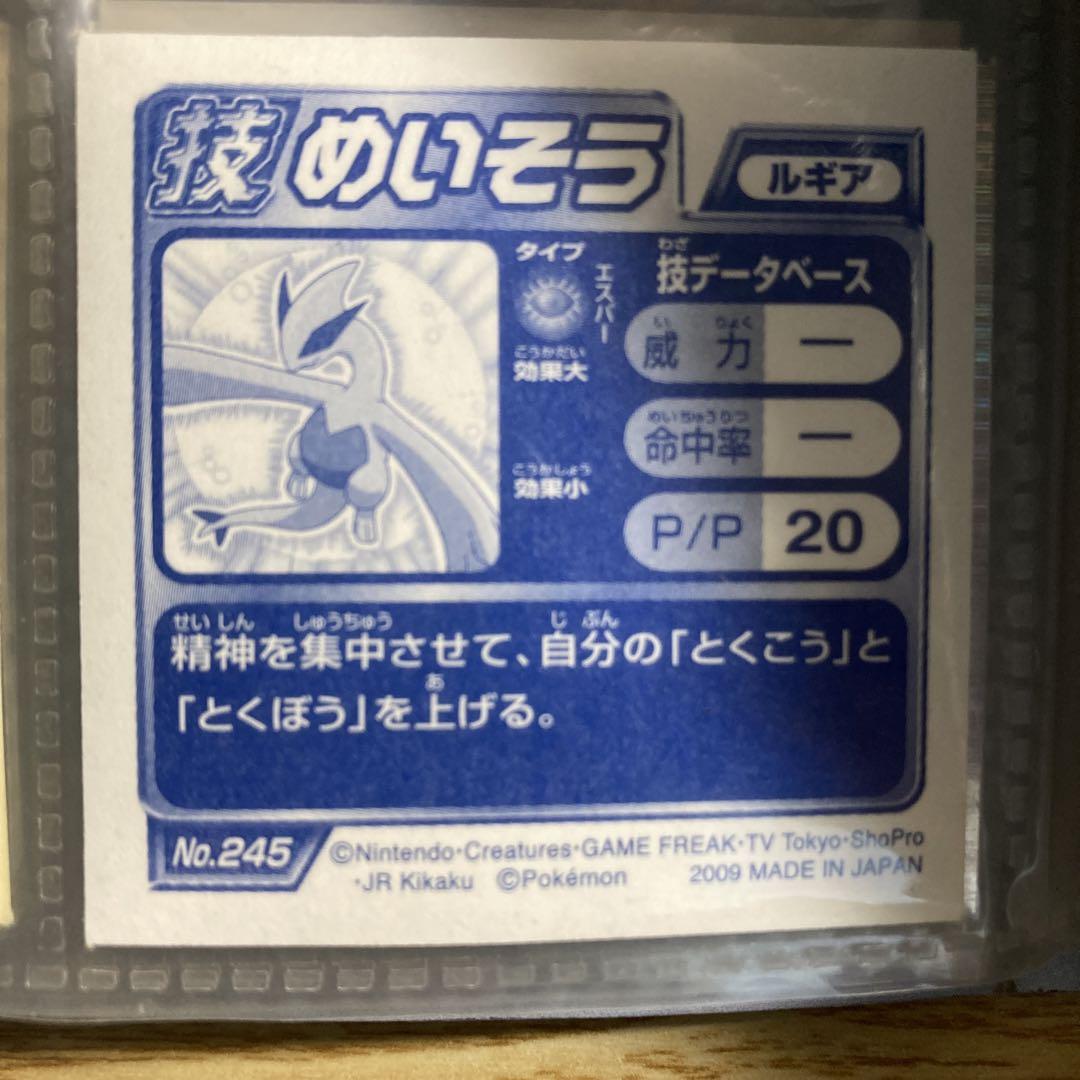 技 めいそう
ルギア
タイプ
エスパー
こうかだい
効果大
こうかしょう
効果小
わざ
技データベース
い りょく
威力 ー
めいちゅうりつ
命中率 ー
P/P 20
せいしん しゅうちゅう じ ぶん
精神を集中させて、自分の「とくこう」と
あ
「とくぼう」を上げる。
No.245
©Nintendo・Creatures・GAME FREAK・TV Tokyo・ShoPro
・JR Kikaku ©Pokémon 2009 MADE IN JAPAN